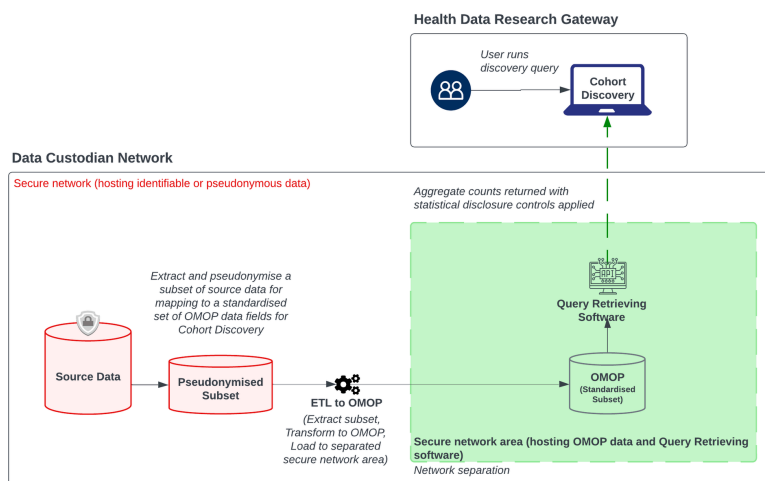 Health Data Research Gateway
User runs
discovery query
Cohort
Discovery
Data Custodian Network
Secure network (hosting identifiable or pseudonymous data)
Aggregate counts returned with
statistical disclosure controls applied
Extract and pseudonymise a
subset of source data for
mapping to a standardised
set of OMOP data fields for
Cohort Discovery
API
Query Retrieving
Software
Source Data
Pseudonymised
Subset
ETL to OMOP
(Extract subset,
Transform to OMOP,
Load to separated
secure network area)
OMOP
(Standardised
Subset)
Secure network area (hosting OMOP data and Query Retrieving
software)
Network separation